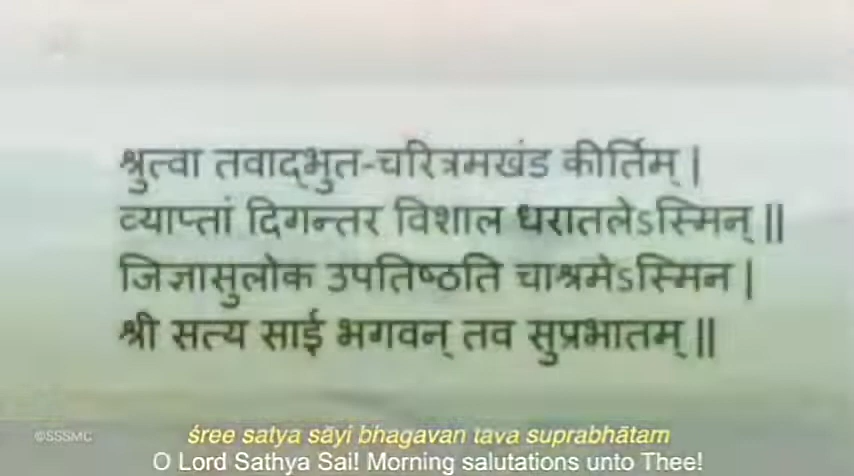 श्रुत्वा तवाद्भुत-चरित्रमखंड कीर्तिम् |
व्याप्तां दिगन्तर विशाल धरातलेऽस्मिन् ||
जिज्ञासुलोक उपतिष्ठति चाश्रमेऽस्मिन |
श्री सत्य साई भगवन् तव सुप्रभातम् ||
©SSSMC
śree satya sāyi bhagavan tava suprabhātam
O Lord Sathya Sai! Morning salutations unto Thee!